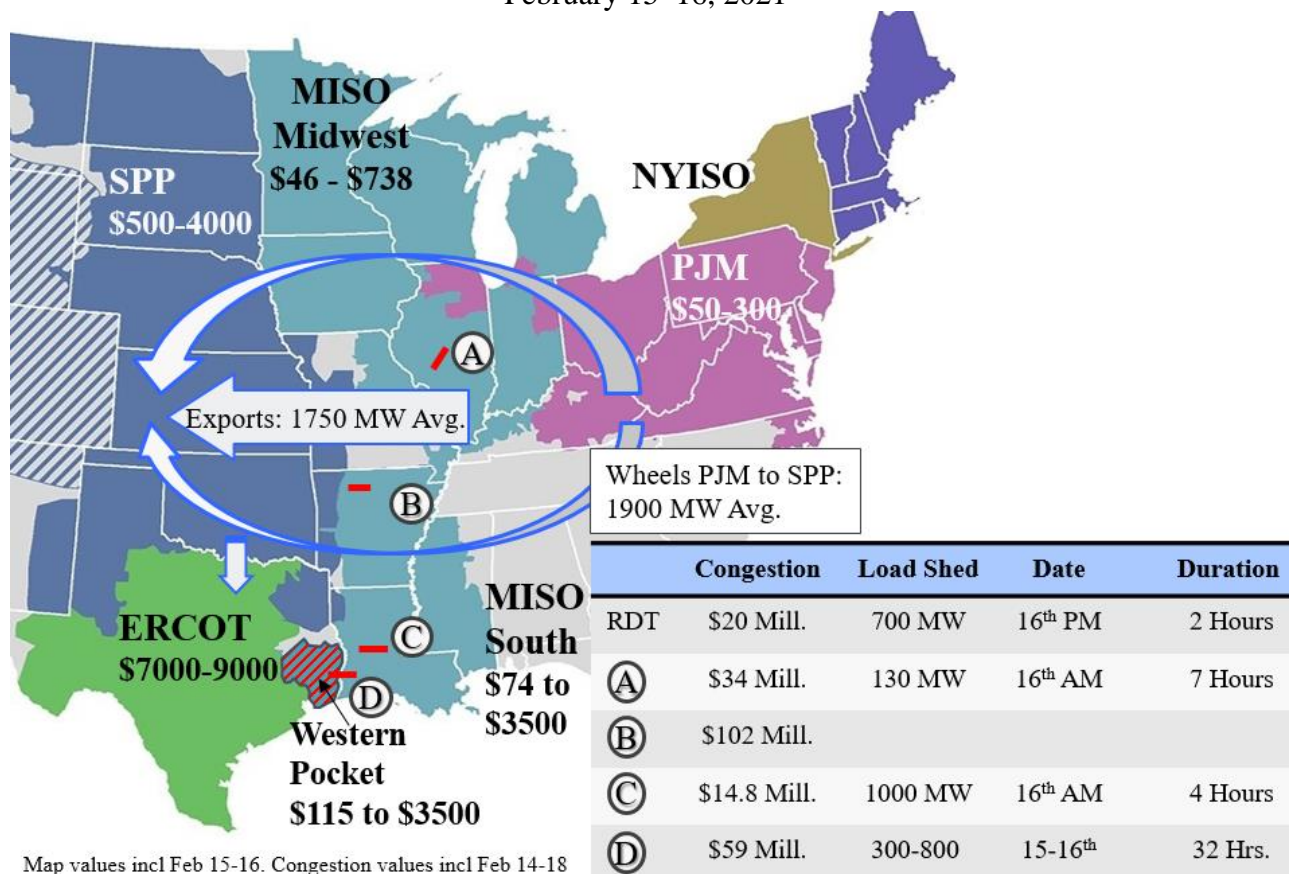 MISO
Midwest
$46 - $738
SPP
$500-4000
NYISO
PJM
$50-300
A
Exports: 1750 MW Avg.
B
Wheels PJM to SPP:
1900 MW Avg.
ERCOT
$7000-9000
C
D
MISO
South
$74 to
$3500
Western
Pocket
$115 to $3500
Congestion Load Shed Date Duration
RDT $20 Mill. 700 MW 16th PM 2 Hours
A $34 Mill. 130 MW 16th AM 7 Hours
B $102 Mill.
C $14.8 Mill. 1000 MW 16th AM 4 Hours
D $59 Mill. 300-800 15-16th 32 Hrs.
Map values incl Feb 15-16. Congestion values incl Feb 14-18